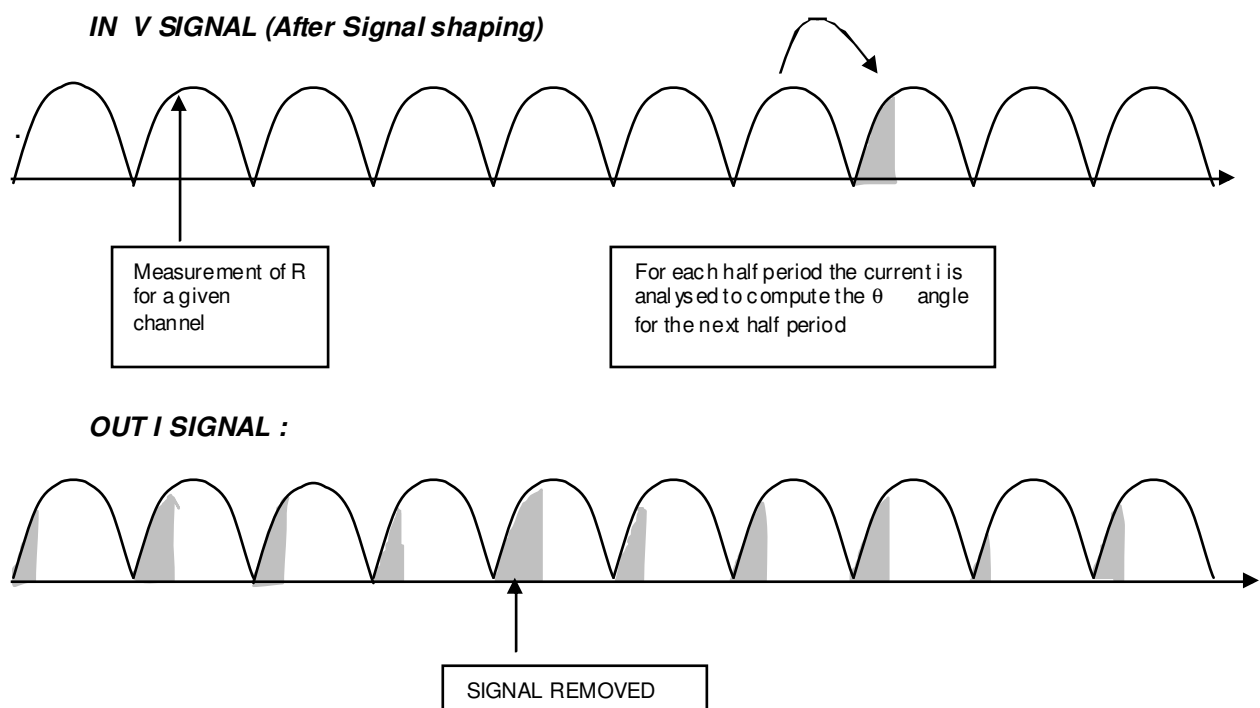 IN V SIGNAL (After Signal shaping)
Measurement of R
for a given
channel
For each half period the current i is
analysed to compute the θ angle
for the next half period
OUT I SIGNAL :
SIGNAL REMOVED